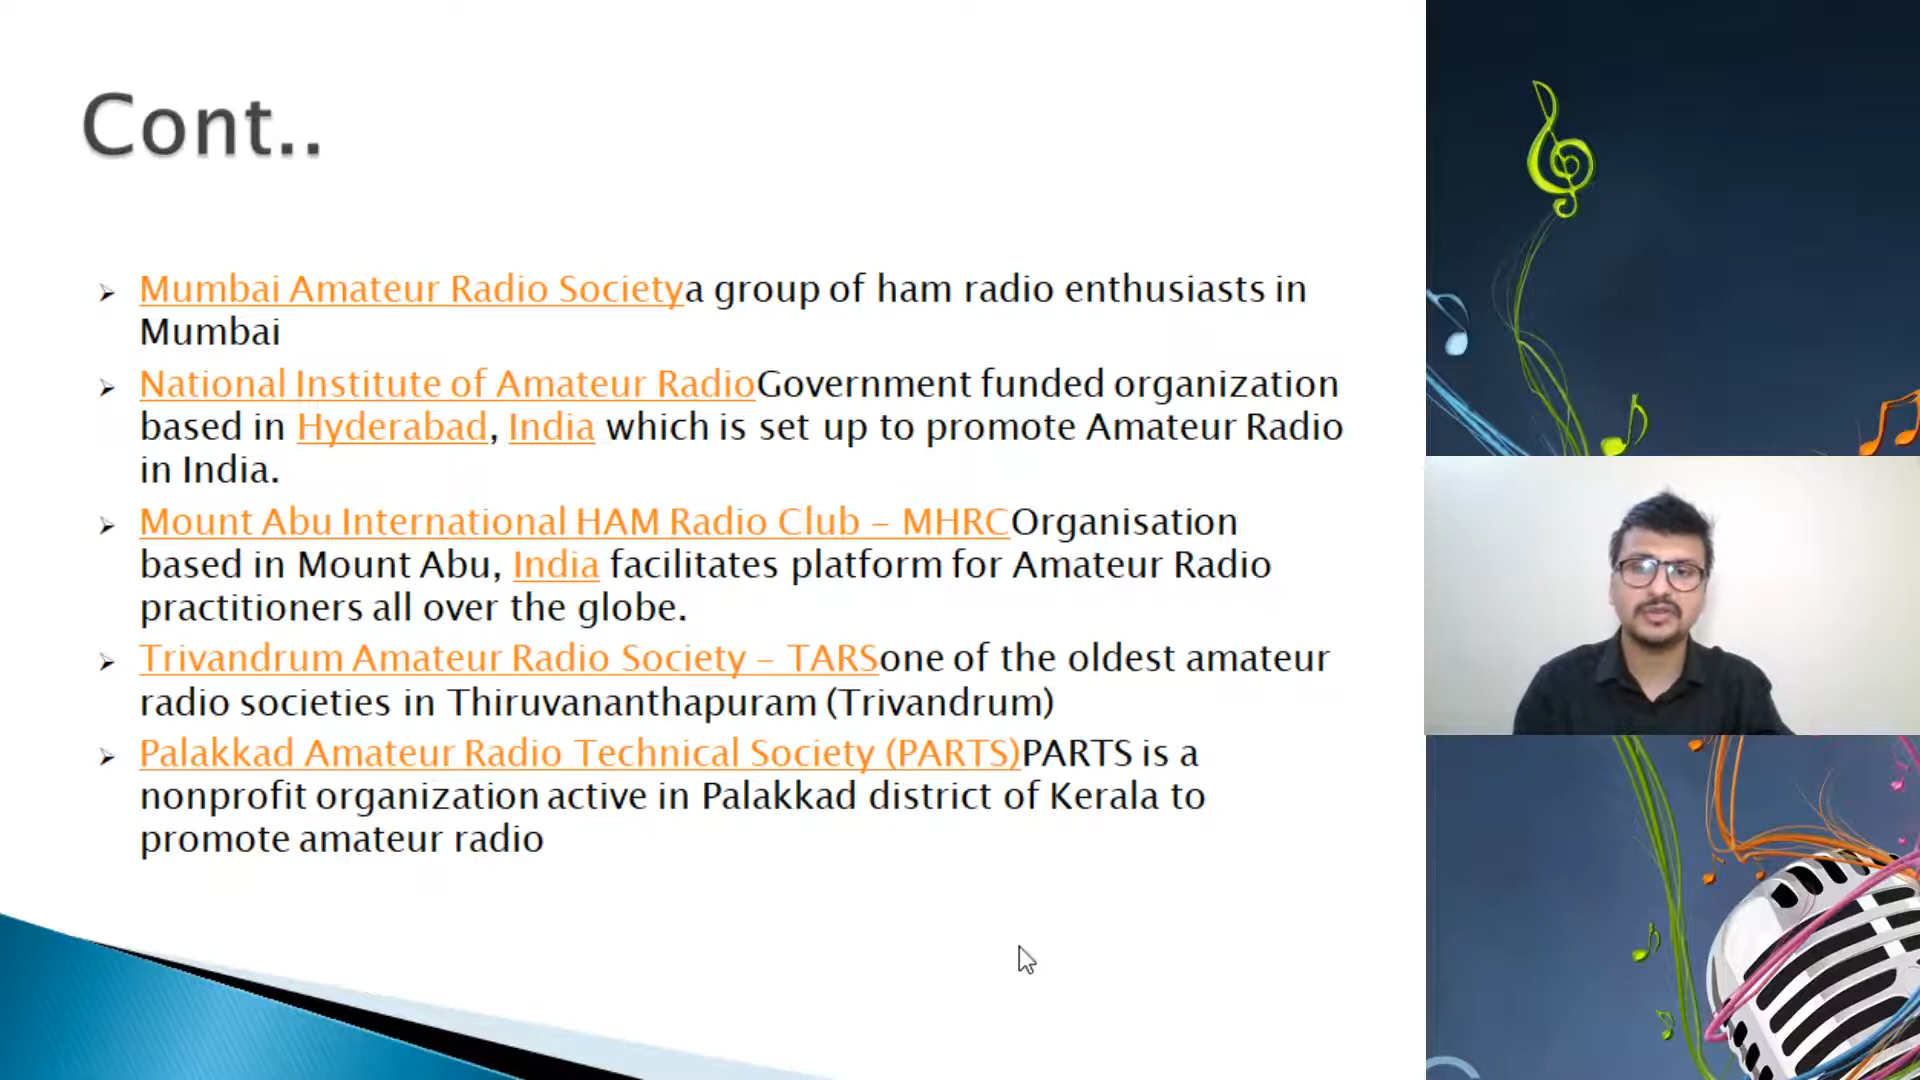 Cont..
Mumbai Amateur Radio Societya group of ham radio enthusiasts in
Mumbai
National Institute of Amateur RadioGovernment funded organization
based in Hyderabad, India which is set up to promote Amateur Radio
in India.
Mount Abu International HAM Radio Club – MHRCOrganisation
based in Mount Abu, India facilitates platform for Amateur Radio
practitioners all over the globe.
Trivandrum Amateur Radio Society – TARSone of the oldest amateur
radio societies in Thiruvananthapuram (Trivandrum)
Palakkad Amateur Radio Technical Society (PARTS)PARTS is a
nonprofit organization active in Palakkad district of Kerala to
promote amateur radio